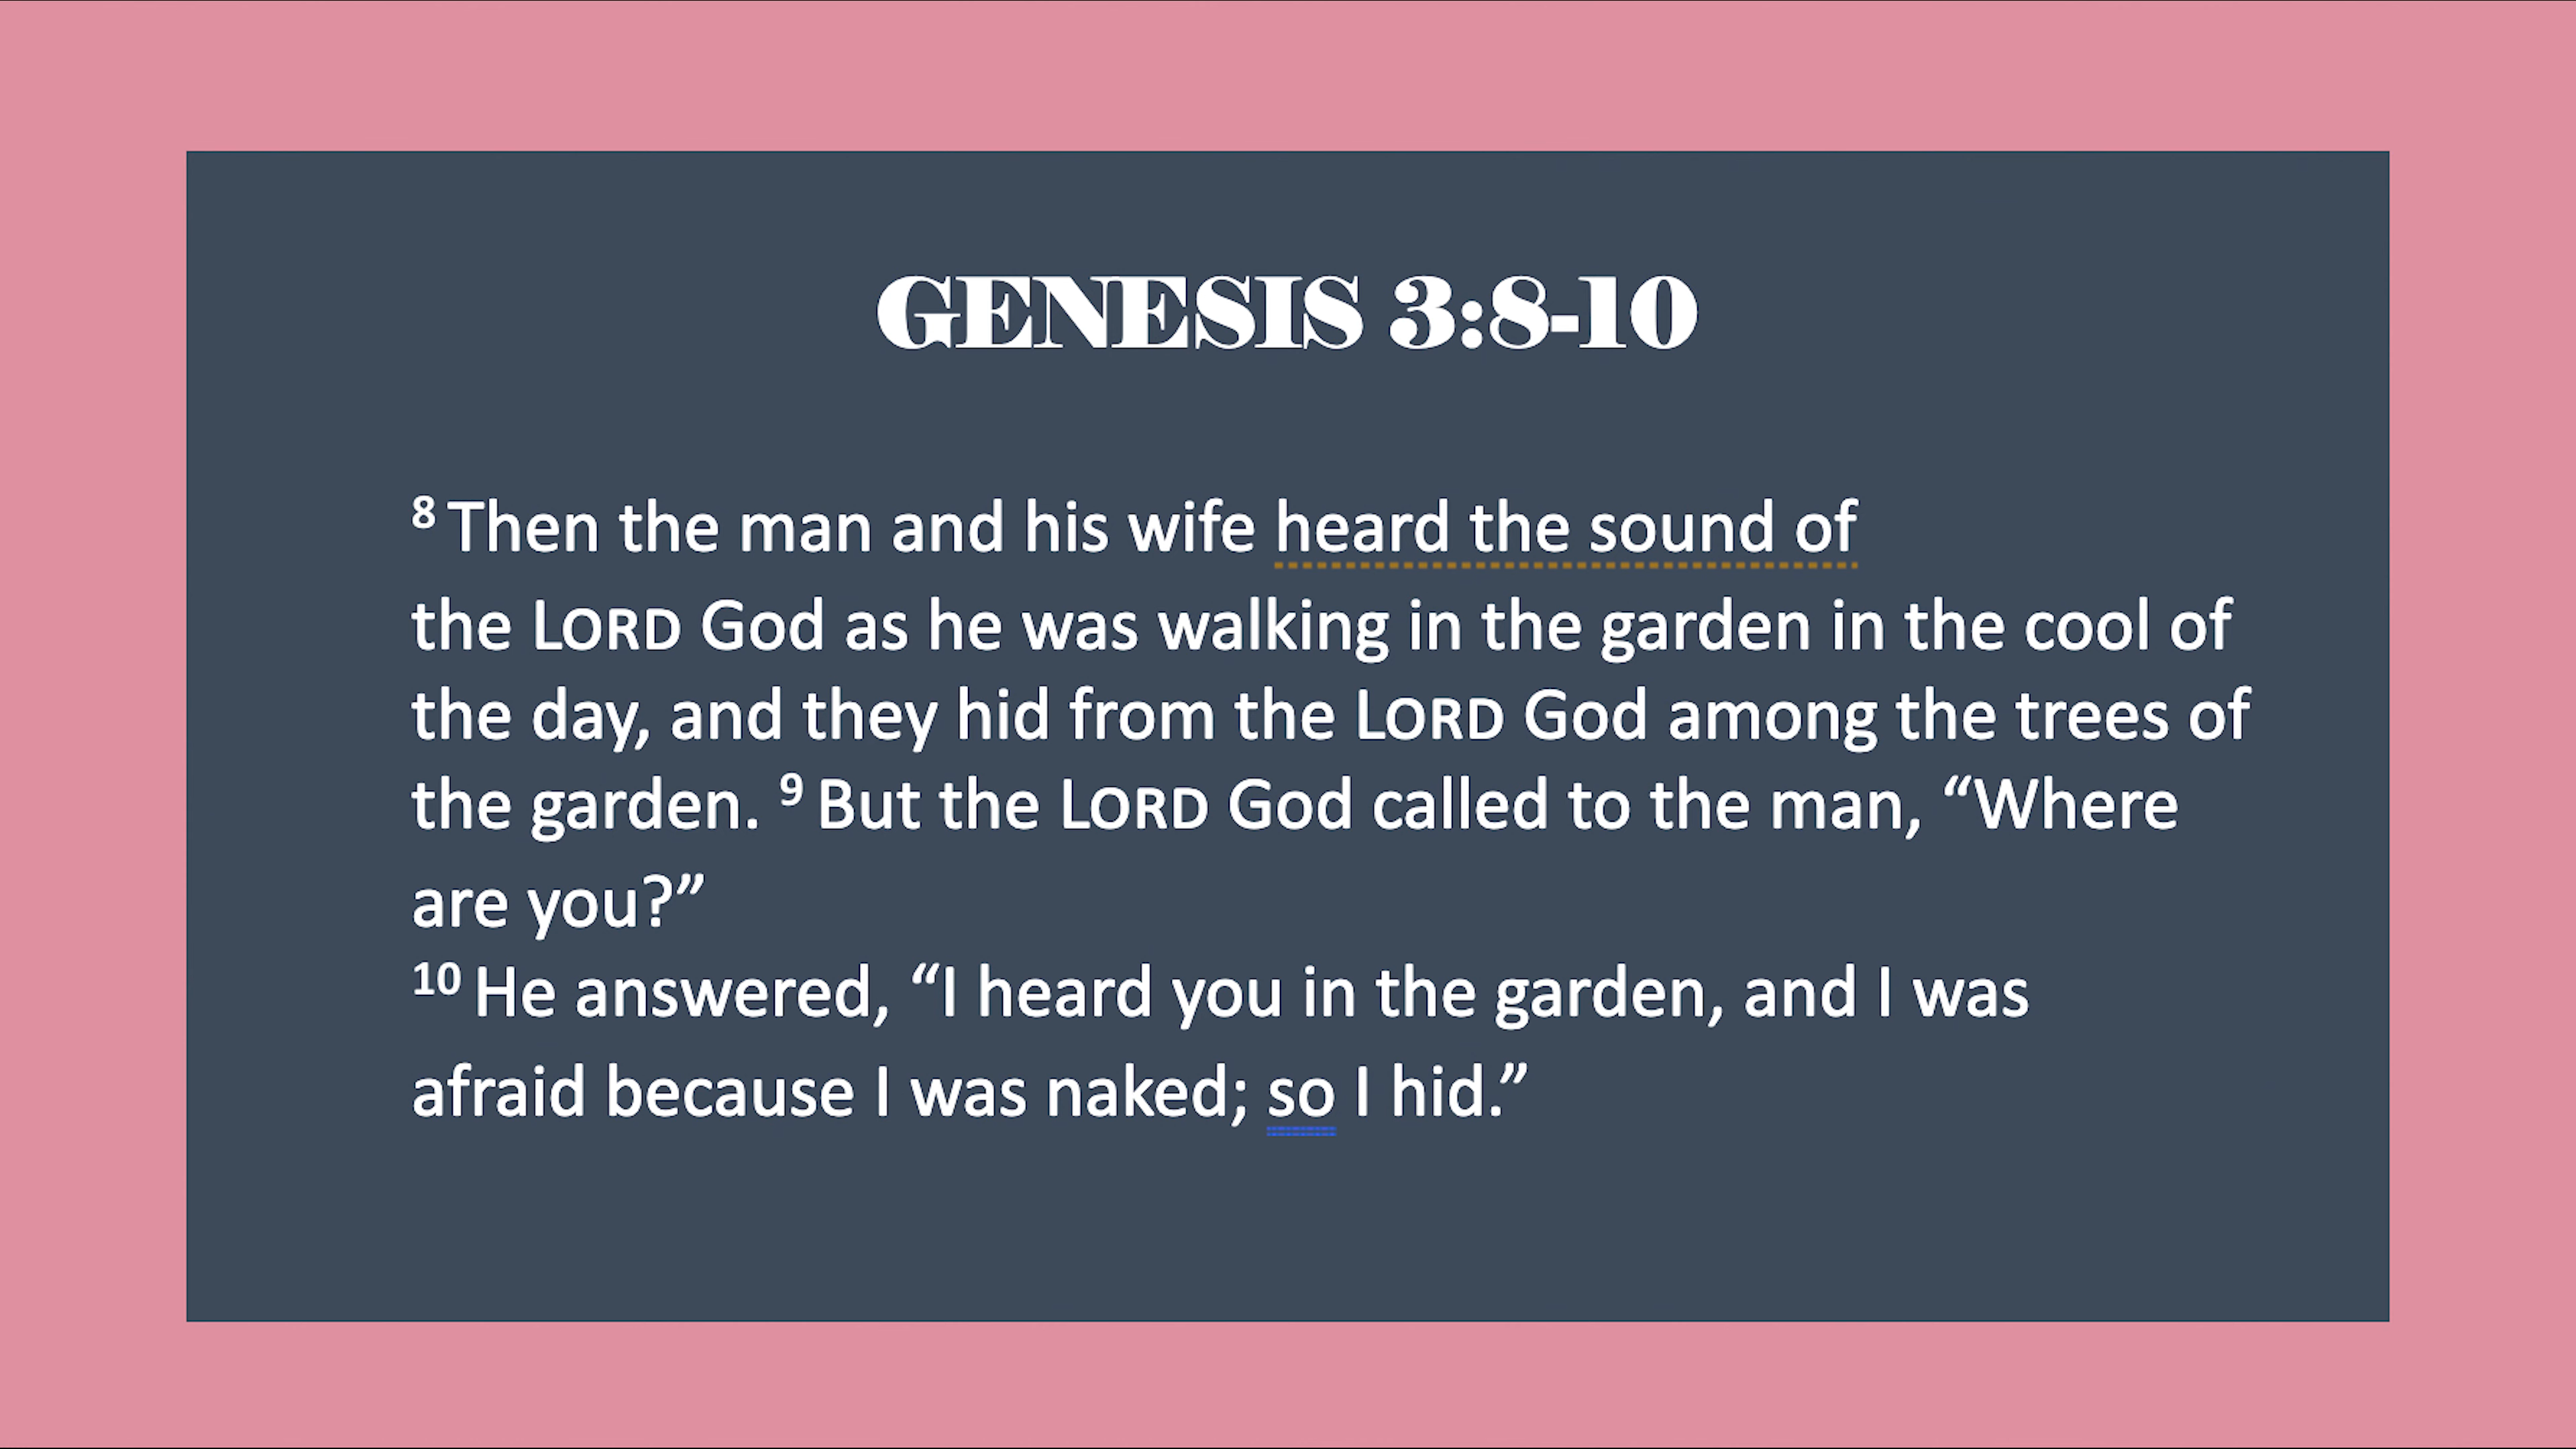 GENESIS 3:8-10
8 Then the man and his wife heard the sound of
the LORD God as he was walking in the garden in the cool of
the day, and they hid from the LORD God among the trees of
the garden. 9 But the LORD God called to the man, “Where
are you?”
10 He answered, “I heard you in the garden, and I was
afraid because I was naked; so I hid.”